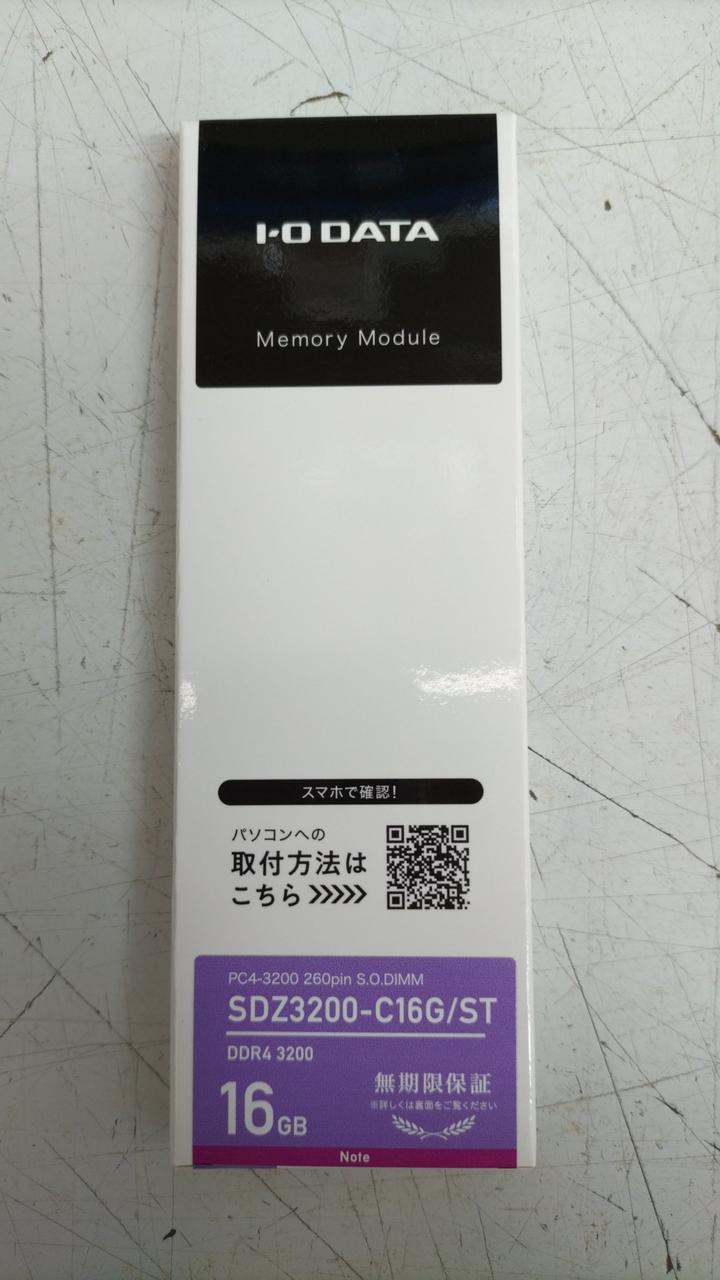 I-O DATA
Memory Module
スマホで確認!
パソコンへの
取付方法は
こちら
PC4-3200 260pin S.O.DIMM
SDZ3200-C16G/ST
DDR4 3200
16GB
無期限保証
※詳しくは裏面をご覧ください
Note